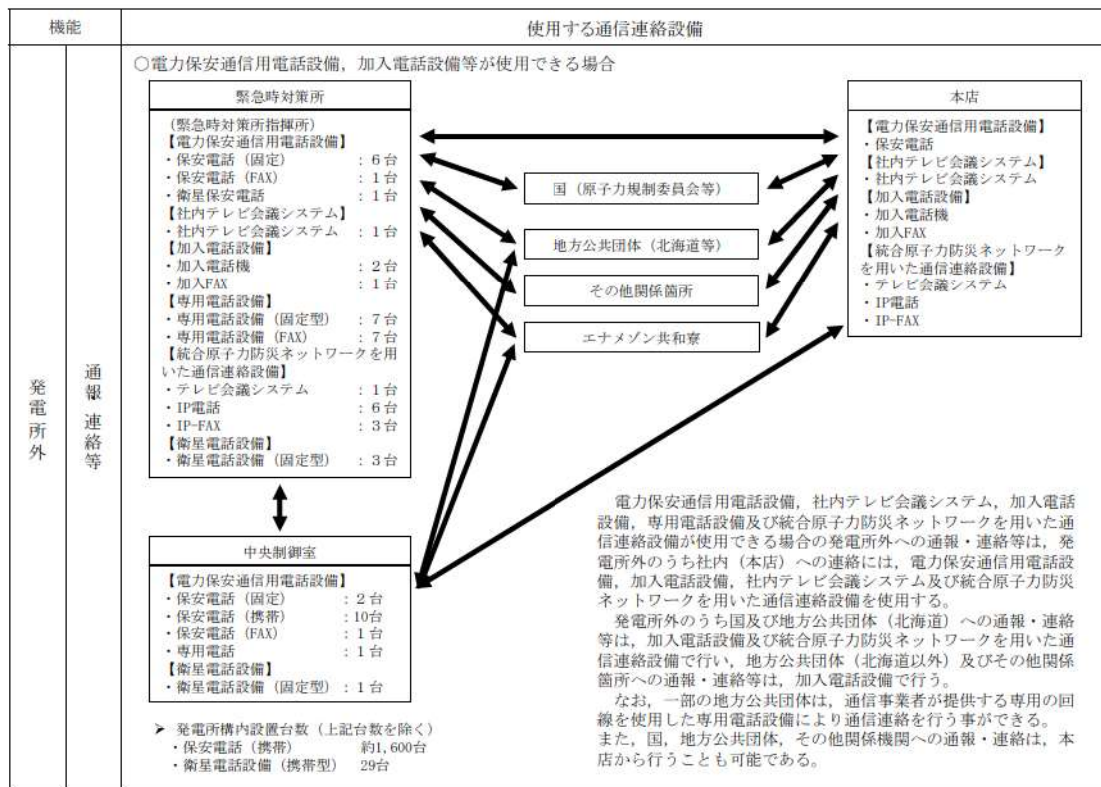 機能
使用する通信連絡設備
発電所外
通報・連絡等
○電力保安通信用電話設備，加入電話設備等が使用できる場合
緊急時対策所
（緊急時対策所指揮所）
【電力保安通信用電話設備】
・保安電話（固定） ：6台
・保安電話（FAX） ：1台
・衛星保安電話 ：1台
【社内テレビ会議システム】
・社内テレビ会議システム ：1台
【加入電話設備】
・加入電話機 ：2台
・加入FAX ：1台
【専用電話設備】
・専用電話設備（固定型） ：7台
・専用電話設備（FAX） ：7台
【統合原子力防災ネットワークを用
いた通信連絡設備】
・テレビ会議システム ：1台
・IP電話 ：6台
・IP-FAX ：3台
【衛星電話設備】
・衛星電話設備（固定型） ：3台
国（原子力規制委員会等）
地方公共団体（北海道等）
その他関係箇所
エナメゾン共和寮
本店
【電力保安通信用電話設備】
・保安電話
【社内テレビ会議システム】
・社内テレビ会議システム
【加入電話設備】
・加入電話機
・加入FAX
【統合原子力防災ネットワーク
を用いた通信連絡設備】
・テレビ会議システム
・IP電話
・IP-FAX
中央制御室
【電力保安通信用電話設備】
・保安電話（固定） ：2台
・保安電話（携帯） ：10台
・保安電話（FAX） ：1台
・専用電話 ：1台
【衛星電話設備】
・衛星電話設備（固定型） ：1台
➤ 発電所構内設置台数（上記台数を除く）
・保安電話（携帯） 約1,600台
・衛星電話設備（携帯型） 29台
電力保安通信用電話設備，社内テレビ会議システム，加入電話
設備，専用電話設備及び統合原子力防災ネットワークを用いた通
信連絡設備が使用できる場合の発電所外への通報・連絡等は，発
電所外のうち社内（本店）への連絡には，電力保安通信用電話設
備，加入電話設備，社内テレビ会議システム及び統合原子力防災
ネットワークを用いた通信連絡設備を使用する。
発電所外のうち国及び地方公共団体（北海道）への通報・連絡
等は，加入電話設備及び統合原子力防災ネットワークを用いた通
信連絡設備で行い，地方公共団体（北海道以外）及びその他関係
箇所への通報・連絡等は，加入電話設備で行う。
なお，一部の地方公共団体は，通信事業者が提供する専用の回
線を使用した専用電話設備により通信連絡を行う事ができる。
また，国，地方公共団体，その他関係機関への通報・連絡は，本
店から行うことも可能である。